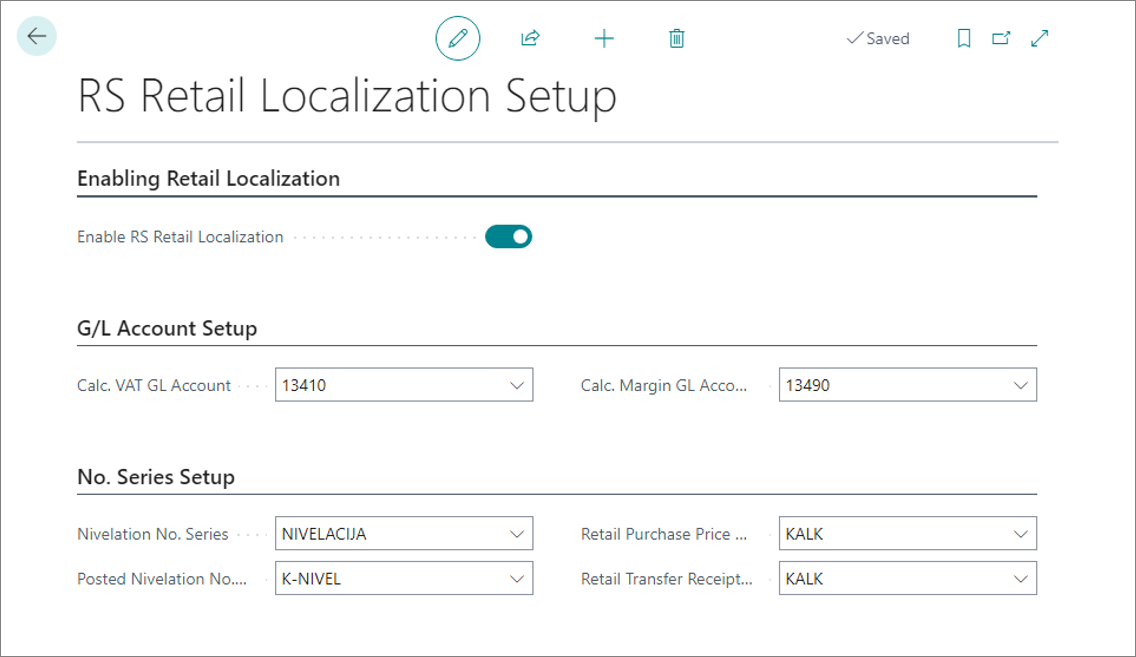 Saved
RS Retail Localization Setup
Enabling Retail Localization
Enable RS Retail Localization
G/L Account Setup
Calc. VAT GL Account 13410 Calc. Margin GL Acco... 13490
No. Series Setup
Nivelation No. Series NIVELACIJA Retail Purchase Price ... KALK
Posted Nivelation No.... K-NIVEL Retail Transfer Receipt... KALK